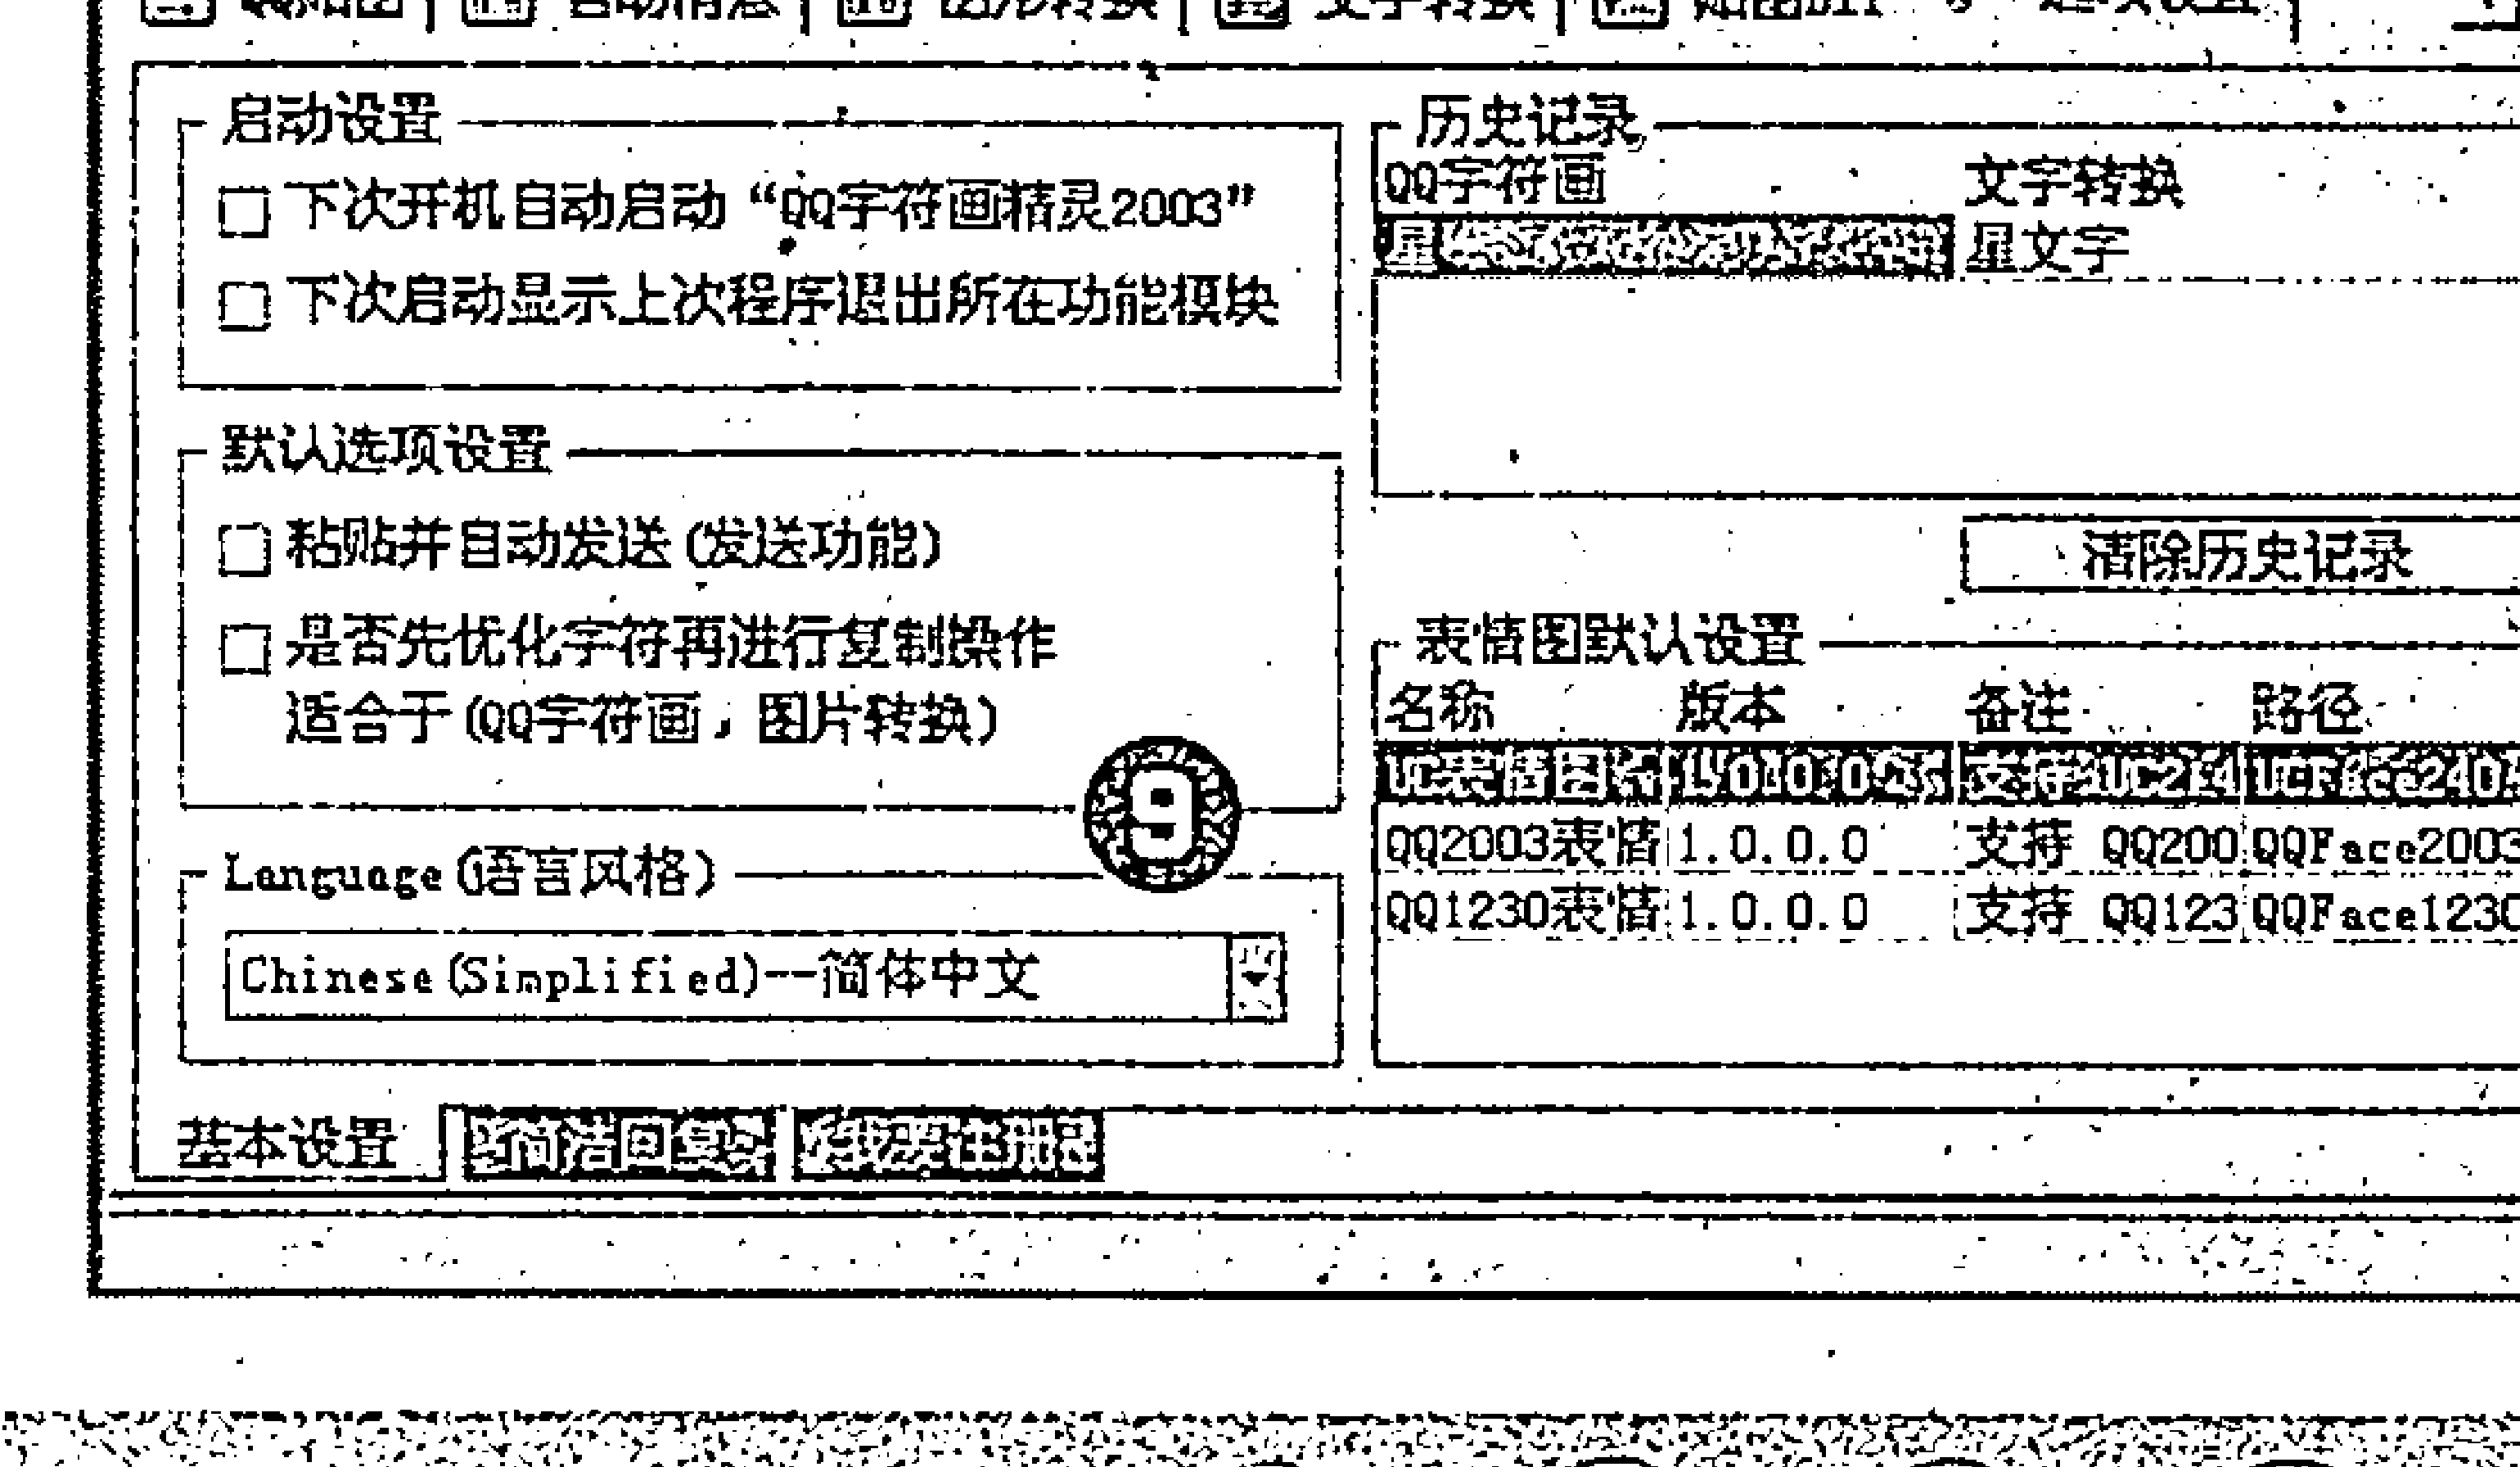 文字转换
启动设置
下次开机自动启动“QQ字符画精灵2003”
下次启动显示上次程序退出所在功能模块
默认选项设置
粘贴并自动发送(发送功能)
是否先优化字符再进行复制操作
适合于(QQ字符画，图片转换)
Language(语言风格)
Chinese(Simplified)--简体中文
历史记录
QQ字符画 文字转换
星文字
清除历史记录
表情图默认设置
名称 版本 备注 路径
QQ2003表情 1.0.0.0 支持 QQ200 QQFace2003
QQ1230表情 1.0.0.0 支持 QQ123 QQFace1230
基本设置